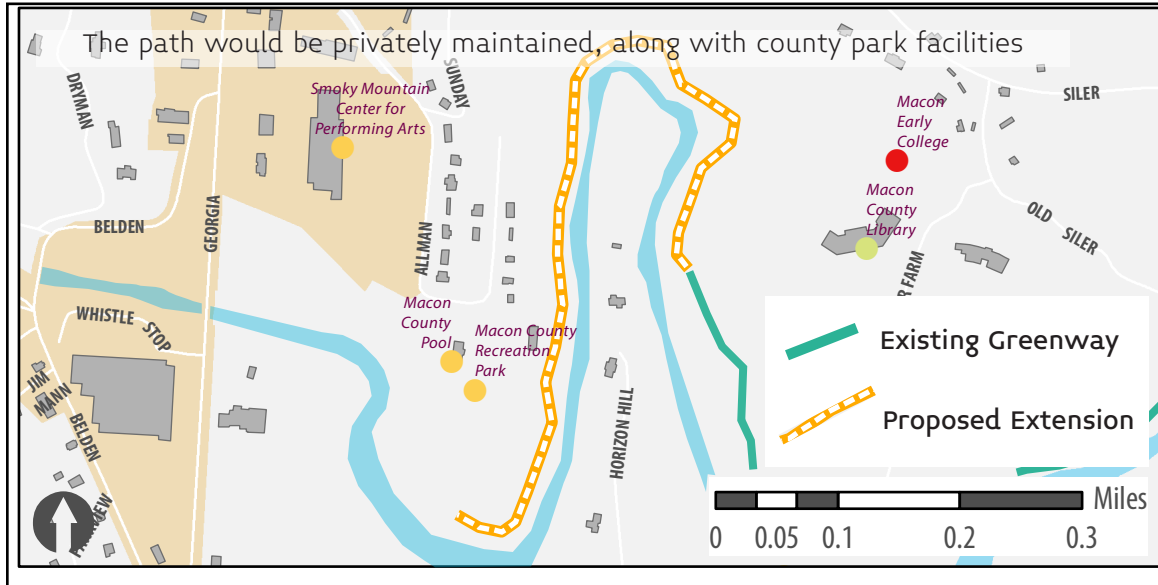 The path would be privately maintained, along with county park facilities
DRYMAN
SUNDAY
Smoky Mountain
Center for
Performing Arts
SILER
Macon
Early
College
Macon
County
Library
OLD SILER
BELDEN
GEORGIA
ALLMAN
R FARM
WHISTLE STOP
Macon
County
Pool
Macon County
Recreation
Park
JIM MANN
BELDEN
HORIZON HILL
Existing Greenway
Proposed Extension
Miles
0 0.05 0.1 0.2 0.3